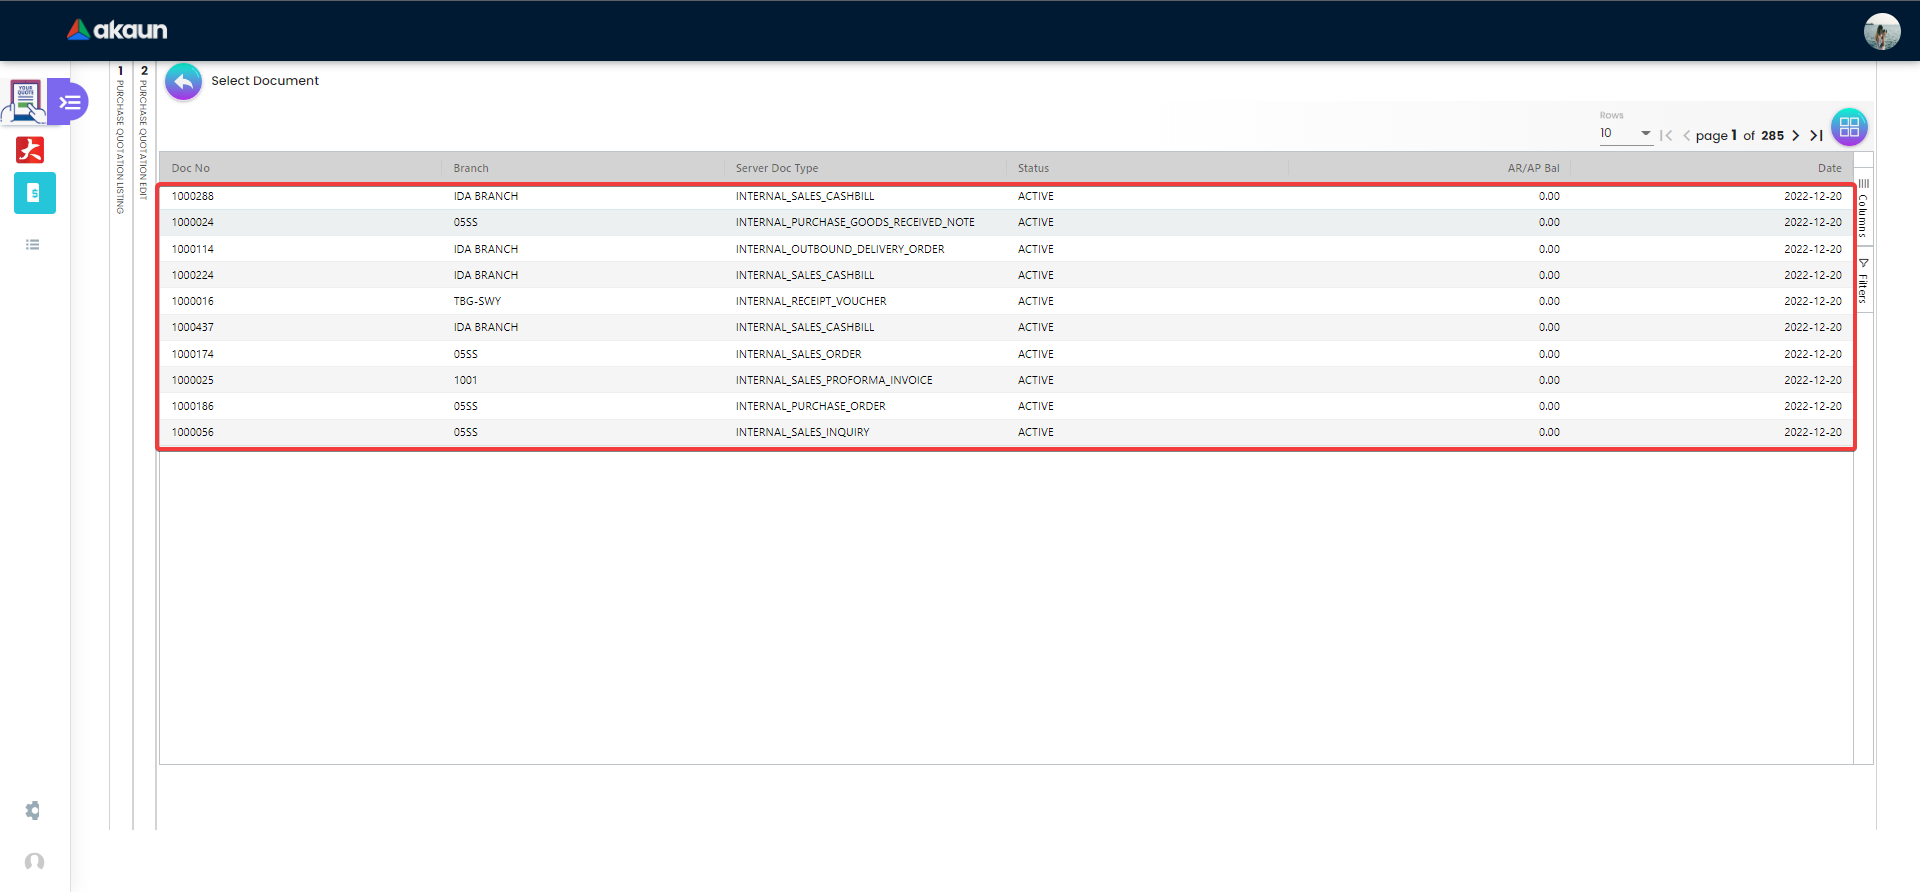 akaun
YOUR QUOTE
1 PURCHASE QUOTATION LISTING
2 PURCHASE QUOTATION EDIT
Select Document
Rows
10
page 1 of 285
Doc No Branch Server Doc Type Status AR/AP Bal Date
1000288 IDA BRANCH INTERNAL_SALES_CASHBILL ACTIVE 0.00 2022-12-20
1000024 05SS INTERNAL_PURCHASE_GOODS_RECEIVED_NOTE ACTIVE 0.00 2022-12-20
1000114 IDA BRANCH INTERNAL_OUTBOUND_DELIVERY_ORDER ACTIVE 0.00 2022-12-20
1000224 IDA BRANCH INTERNAL_SALES_CASHBILL ACTIVE 0.00 2022-12-20
1000016 TBG-SWY INTERNAL_RECEIPT_VOUCHER ACTIVE 0.00 2022-12-20
1000437 IDA BRANCH INTERNAL_SALES_CASHBILL ACTIVE 0.00 2022-12-20
1000174 05SS INTERNAL_SALES_ORDER ACTIVE 0.00 2022-12-20
1000025 1001 INTERNAL_SALES_PROFORMA_INVOICE ACTIVE 0.00 2022-12-20
1000186 05SS INTERNAL_PURCHASE_ORDER ACTIVE 0.00 2022-12-20
1000056 05SS INTERNAL_SALES_INQUIRY ACTIVE 0.00 2022-12-20
Columns
Filters